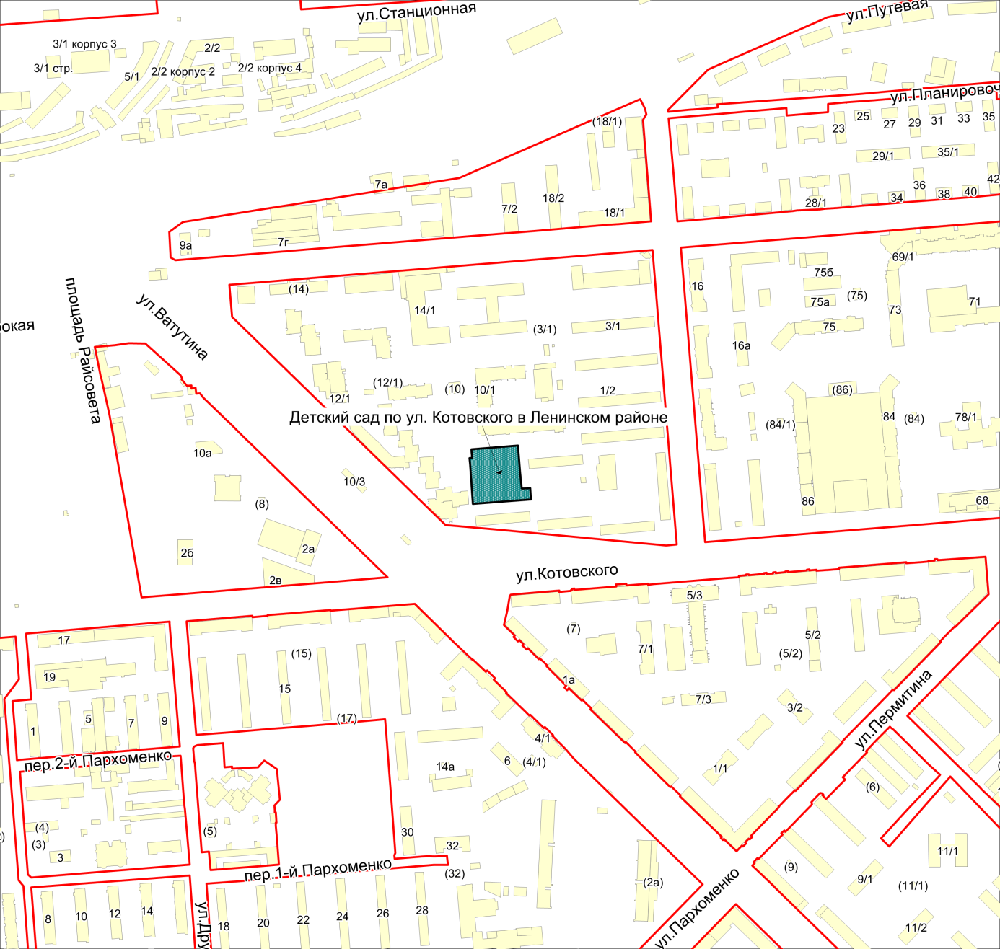 ул.Станционная
ул.Путевая
3/1 корпус 3
2/2
3/1 стр.
5/1
2/2 корпус 2
2/2 корпус 4
ул.Планировоч
(18/1)
23
25
27
29
31
33
35
29/1
35/1
7а
7/2
18/2
18/1
28/1
34
36
38
40
42
9а
7г
69/1
площадь Райсовета
ул.Ватутина
(14)
14/1
16
75б
75а
(75)
73
71
окая
(3/1)
3/1
75
16а
12/1
(12/1)
(10)
10/1
1/2
(86)
Детский сад по ул. Котовского в Ленинском районе
(84/1)
84
(84)
78/1
10а
10/3
(8)
86
68
2б
2а
2в
ул.Котовского
5/3
(7)
7/1
5/2
(5/2)
17
(15)
19
15
1а
7/3
3/2
ул.Пермитина
1
5
7
9
(17)
4/1
6
(4/1)
14а
1/1
пер.2-й Пархоменко
(6)
(4)
(3)
3
(5)
30
32
(32)
пер.1-й Пархоменко
(2а)
(9)
9/1
11/1
(11/1)
11/2
ул.Пархоменко
8
10
12
14
ул.Дру
18
20
22
24
26
28